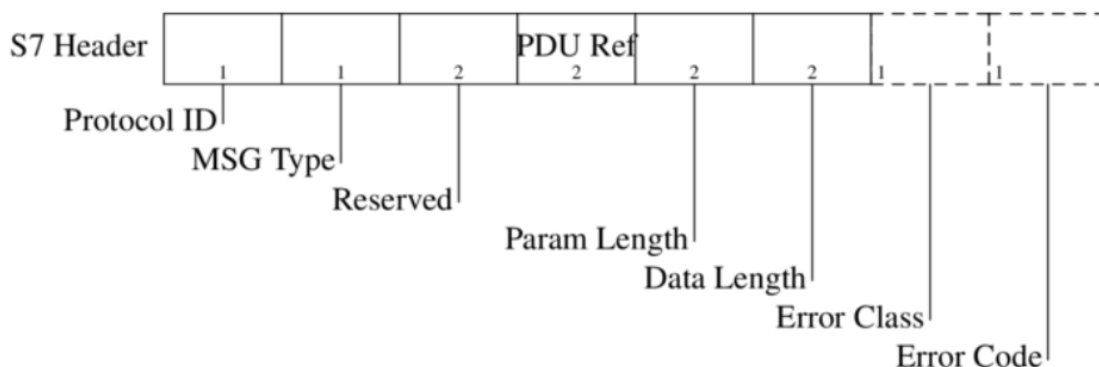 S7 Header PDU Ref
1 1 2 2 2 2 1 1
Protocol ID
MSG Type
Reserved
Param Length
Data Length
Error Class
Error Code